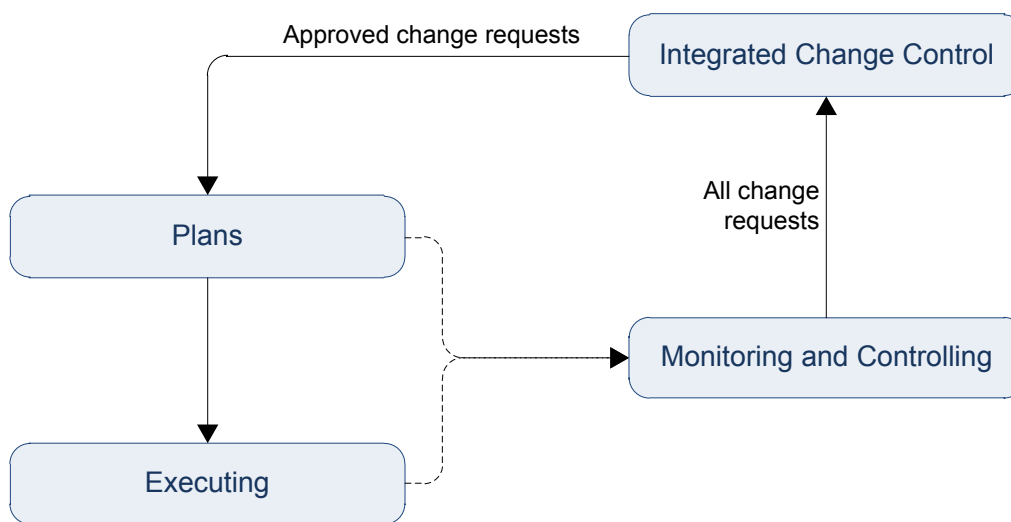 Approved change requests
Integrated Change Control
All change
requests
Plans
Monitoring and Controlling
Executing